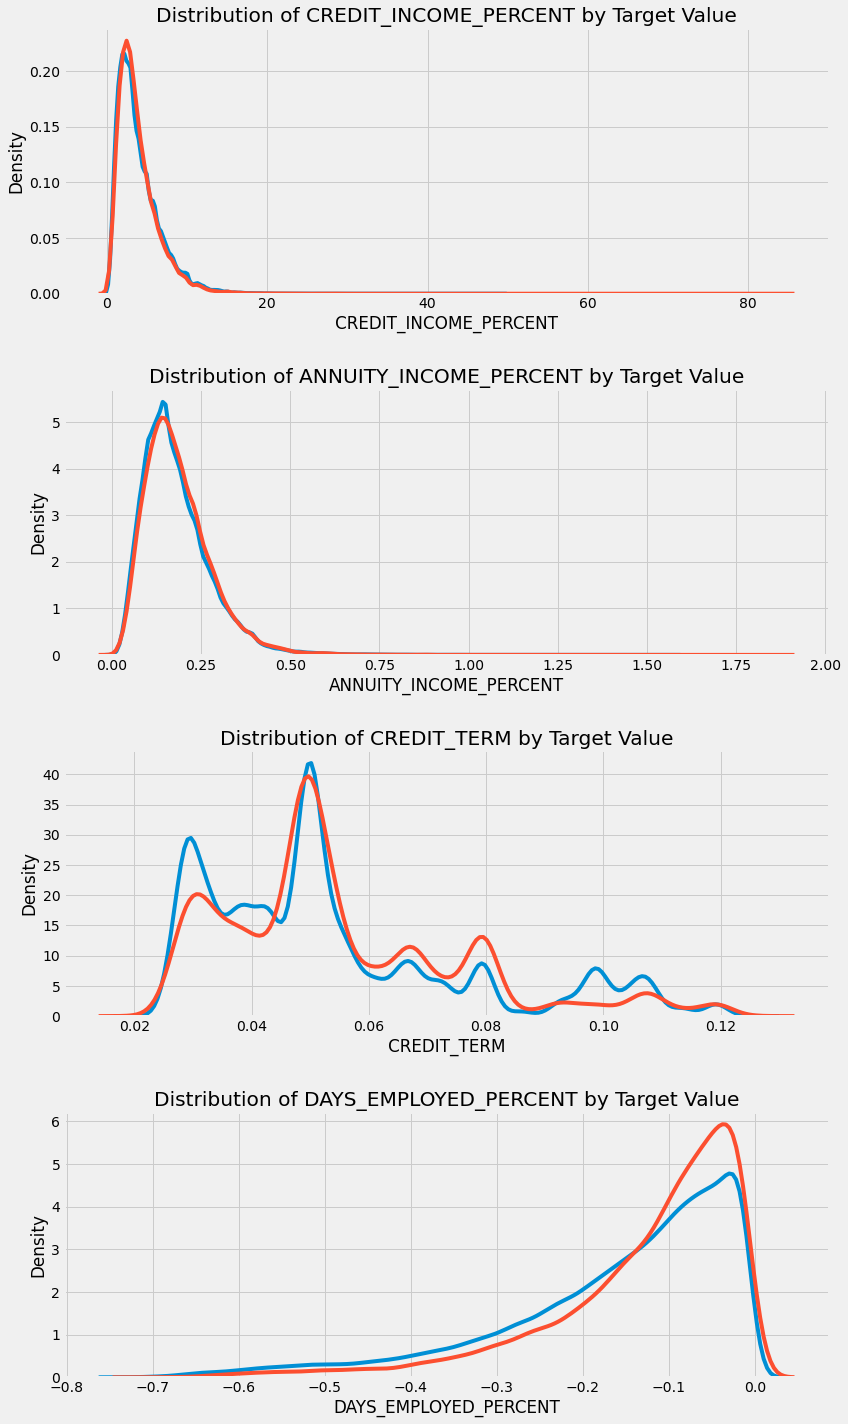 Distribution of CREDIT_INCOME_PERCENT by Target Value
Density
0.20
0.15
0.10
0.05
0.00
0 20 40 60 80
CREDIT_INCOME_PERCENT
Distribution of ANNUITY_INCOME_PERCENT by Target Value
Density
5
4
3
2
1
0
0.00 0.25 0.50 0.75 1.00 1.25 1.50 1.75 2.00
ANNUITY_INCOME_PERCENT
Distribution of CREDIT_TERM by Target Value
Density
40
35
30
25
20
15
10
5
0
0.02 0.04 0.06 0.08 0.10 0.12
CREDIT_TERM
Distribution of DAYS_EMPLOYED_PERCENT by Target Value
Density
6
5
4
3
2
1
0
−0.8 −0.7 −0.6 −0.5 −0.4 −0.3 −0.2 −0.1 0.0
DAYS_EMPLOYED_PERCENT